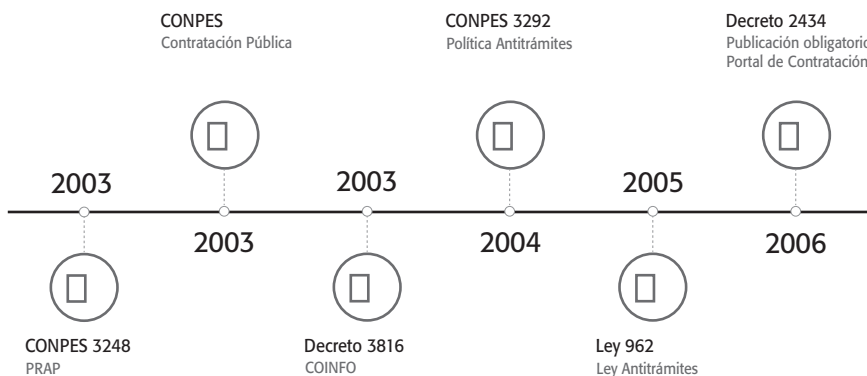 CONPES
Contratación Pública
CONPES 3292
Política Antitrámites
Decreto 2434
Publicación obligatorio
Portal de Contratación
2003
2003
2005
2003
2004
2006
CONPES 3248
PRAP
Decreto 3816
COINFO
Ley 962
Ley Antitrámites